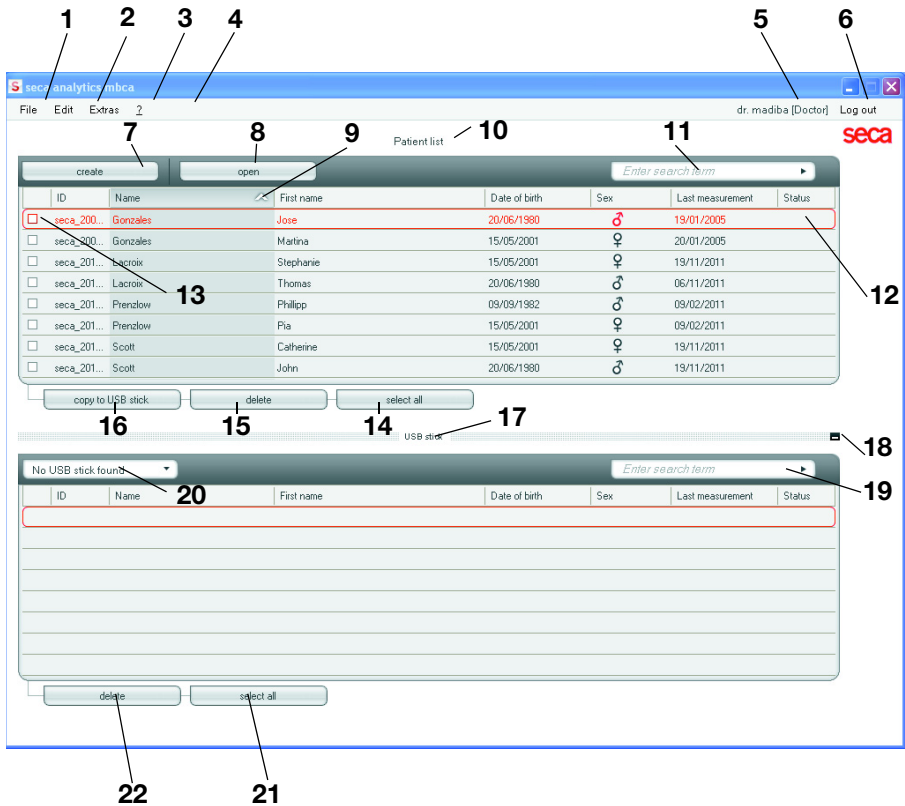 1 2 3 4 5 6
S seca analytics mbca
File Edit Extras ? dr. madiba [Doctor] Log out
7 8 9 10 11
Patient list seca
create open Enter search term
ID Name First name Date of birth Sex Last measurement Status
seca_200... Gonzales Jose 20/06/1980 ♂ 19/01/2005
seca_200... Gonzales Martina 15/05/2001 ♀ 20/01/2005
seca_201... Lacroix Stephanie 15/05/2001 ♀ 19/11/2011
seca_201... Lacroix Thomas 20/06/1980 ♂ 06/11/2011
13 12
seca_201... Prenzlow Phillipp 09/09/1982 ♂ 09/02/2011
seca_201... Prenzlow Pia 15/05/2001 ♀ 09/02/2011
seca_201... Scott Catherine 15/05/2001 ♀ 19/11/2011
seca_201... Scott John 20/06/1980 ♂ 19/11/2011
copy to USB stick delete select all
16 15 14 17
USB stick
18
No USB stick found Enter search term
20 19
ID Name First name Date of birth Sex Last measurement Status
delete select all
22 21